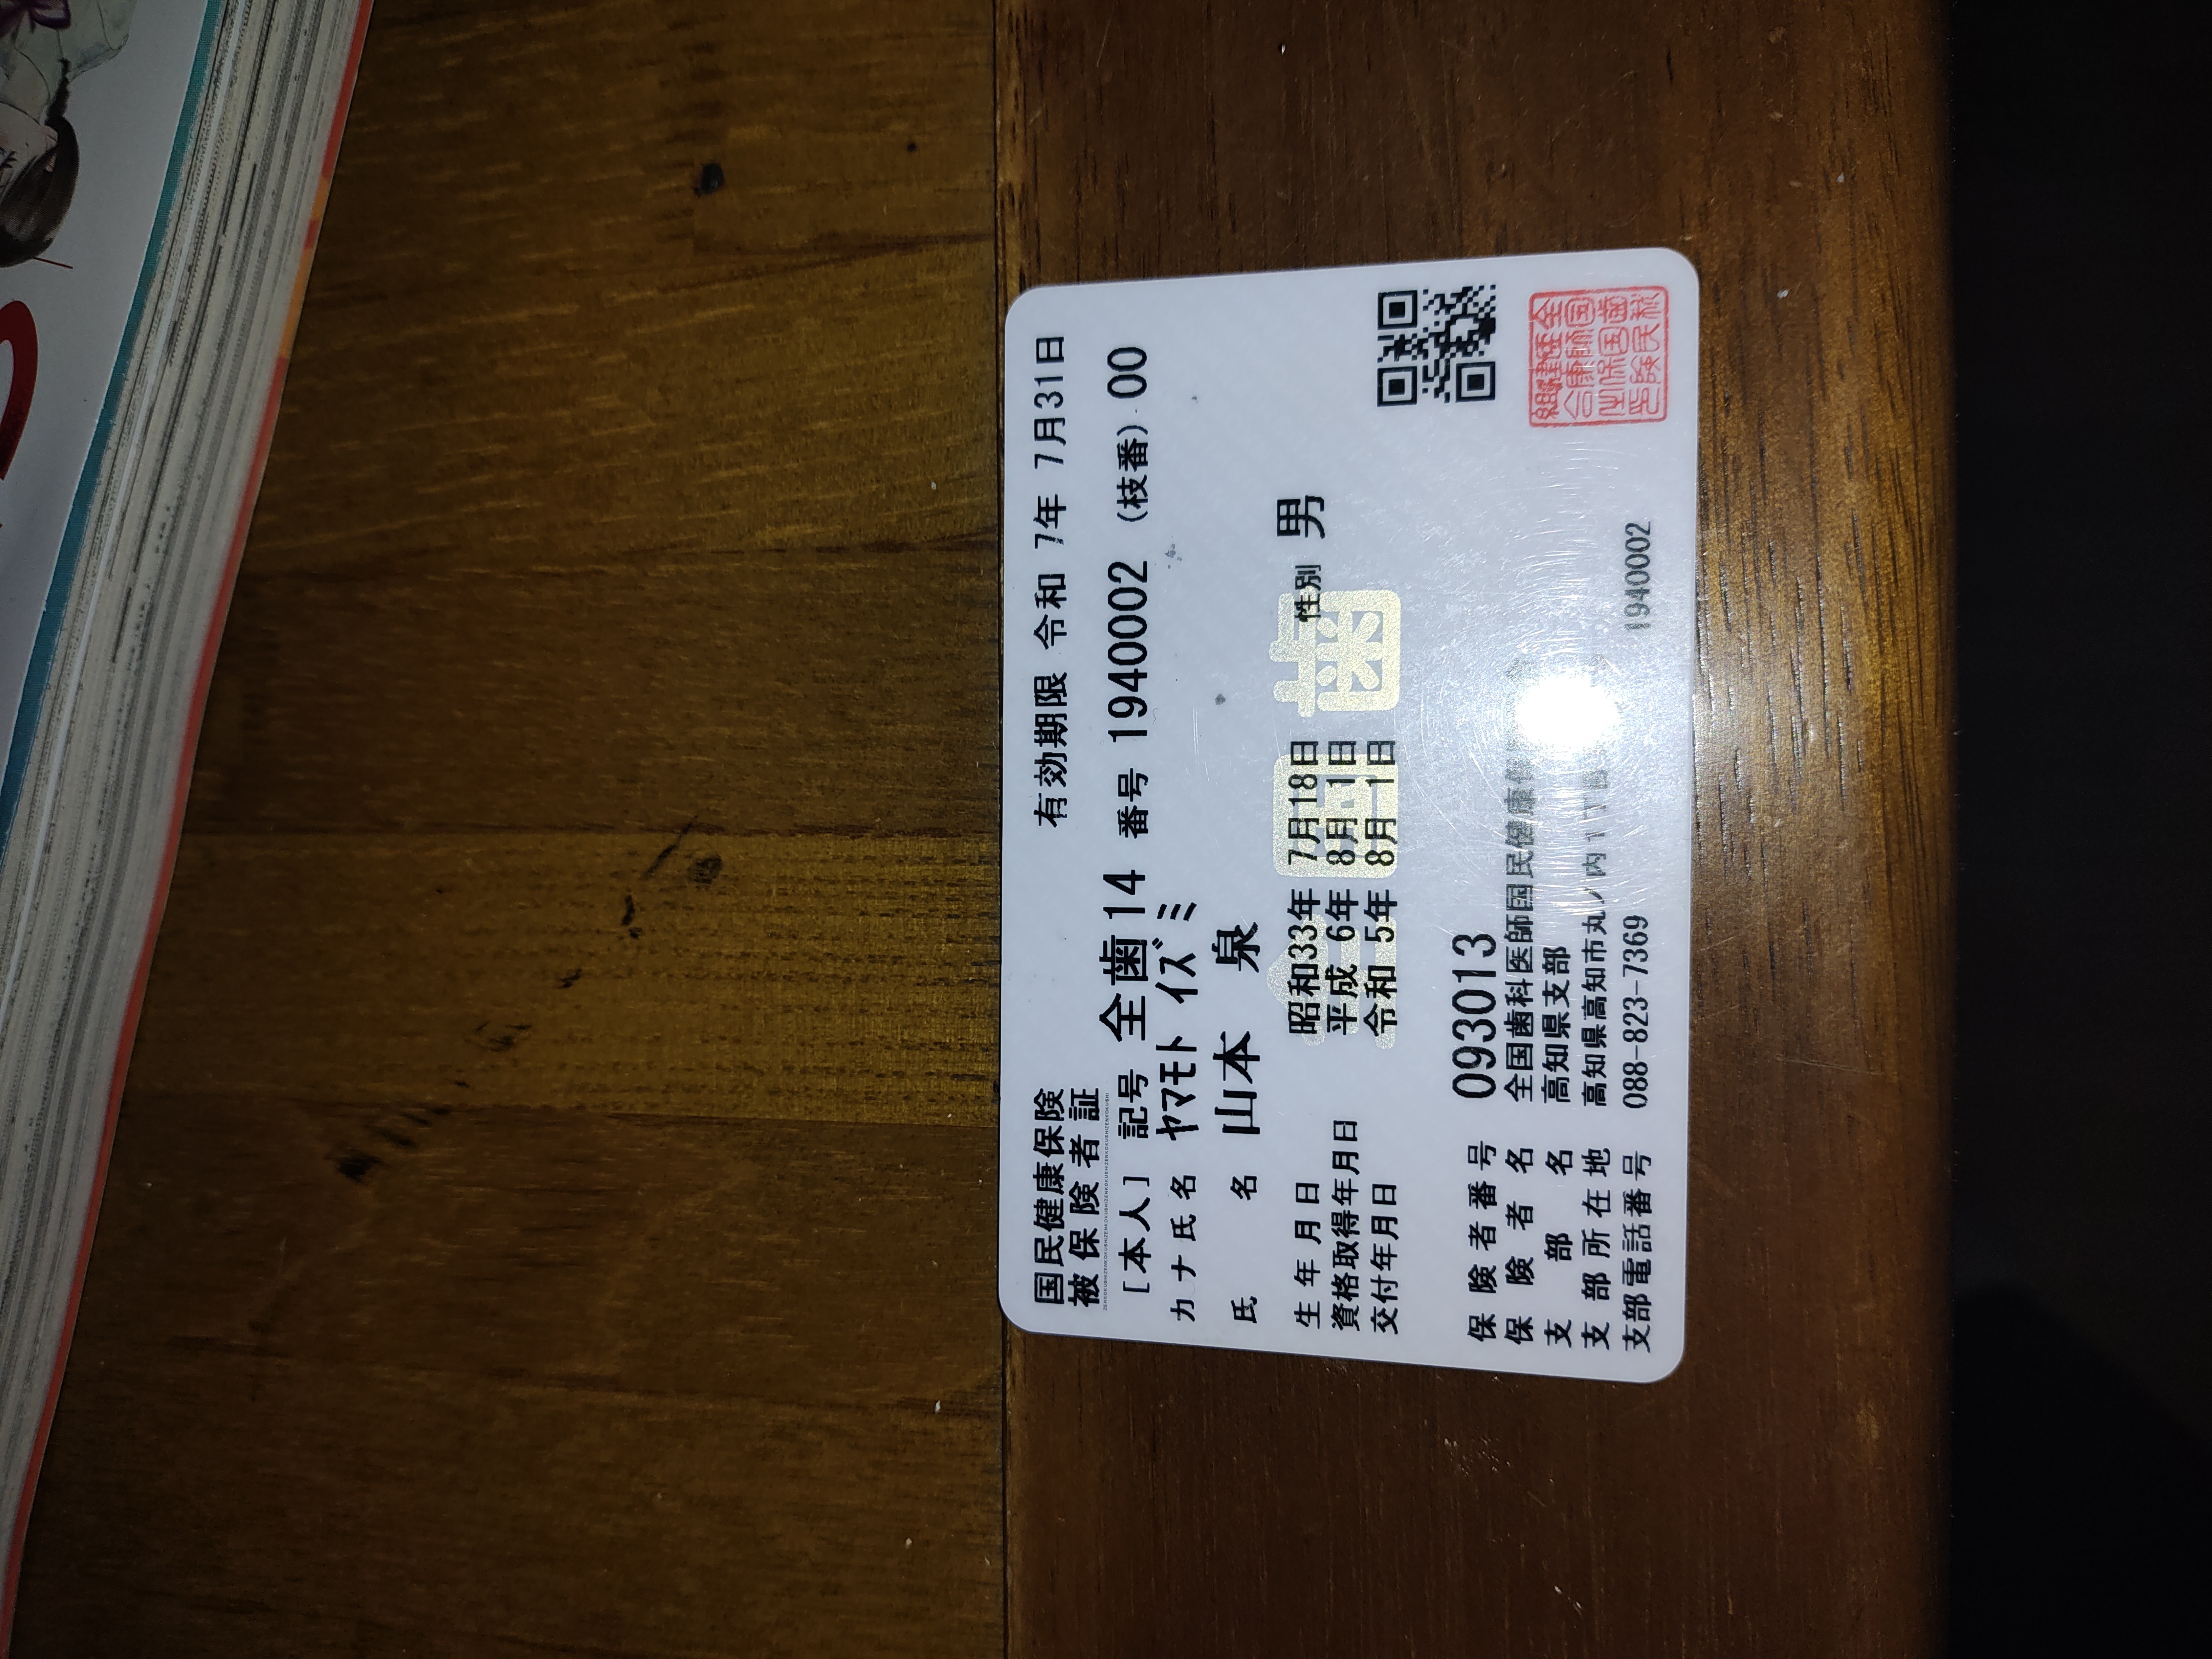 国民健康保険
被保険者証
有効期限 令和 7年 7月31日
[本人] 記号 全歯14 番号 1940002 (枝番) 00
カナ氏名 ヤマモト イズミ
氏名 山本 泉
生年月日 昭和33年 7月18日 性別 男
資格取得年月日 平成 6年 8月 1日
交付年月日 令和 5年 8月 1日
全国歯
保険者番号 093013
保険者名 全国歯科医師国民健康保
支部名 高知県支部
支部所在地 高知県高知市丸ノ内
支部電話番号 088-823-7369
1940002